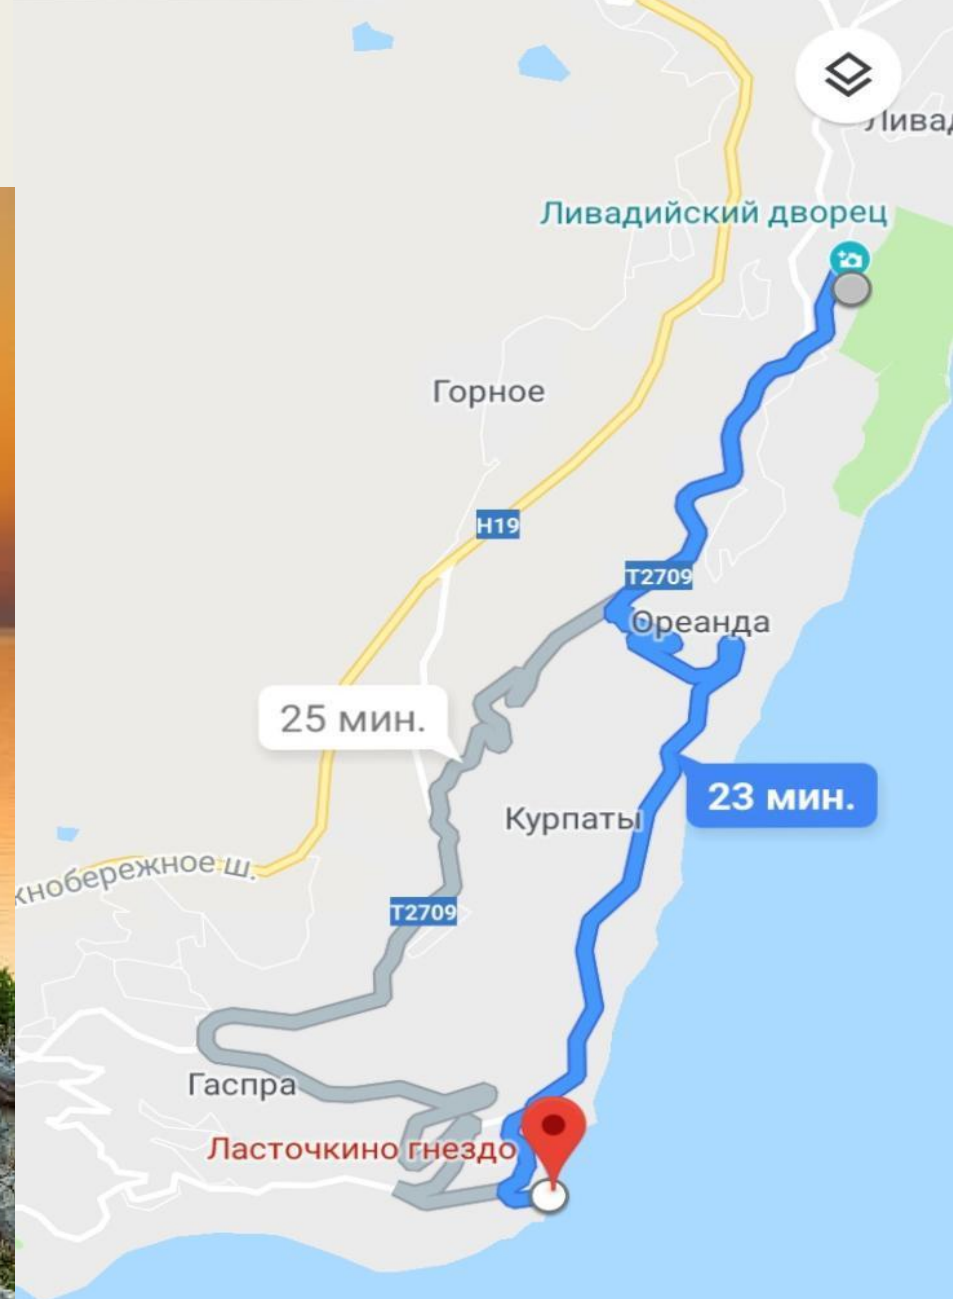 Ливад
Ливадийский дворец
Горное
H19
T2709
Ореанда
25 мин.
23 мин.
Курпаты
жнобережное ш.
T2709
Гаспра
Ласточкино гнездо